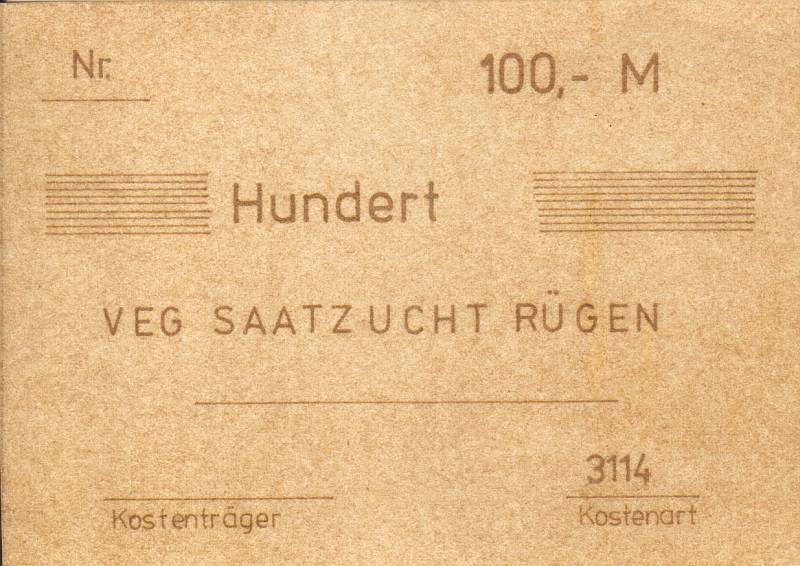 Nr. 100,- M
Hundert
VEG SAATZUCHT RÜGEN
3114
Kostenträger Kostenart